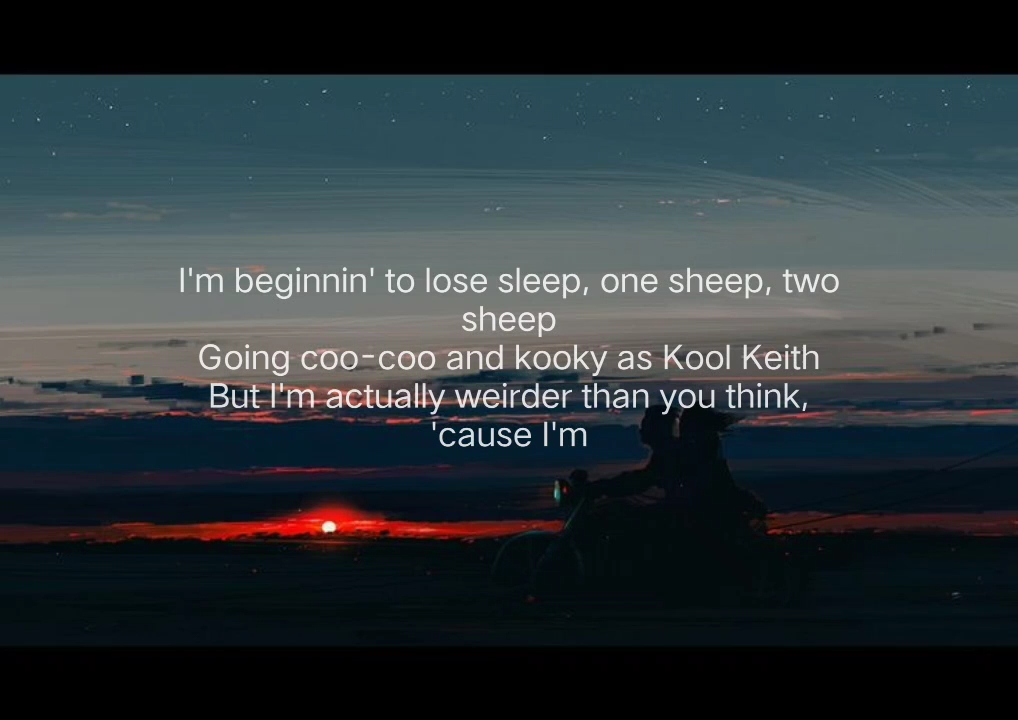 I'm beginnin' to lose sleep, one sheep, two
sheep
Going coo-coo and kooky as Kool Keith
But I'm actually weirder than you think,
'cause I'm